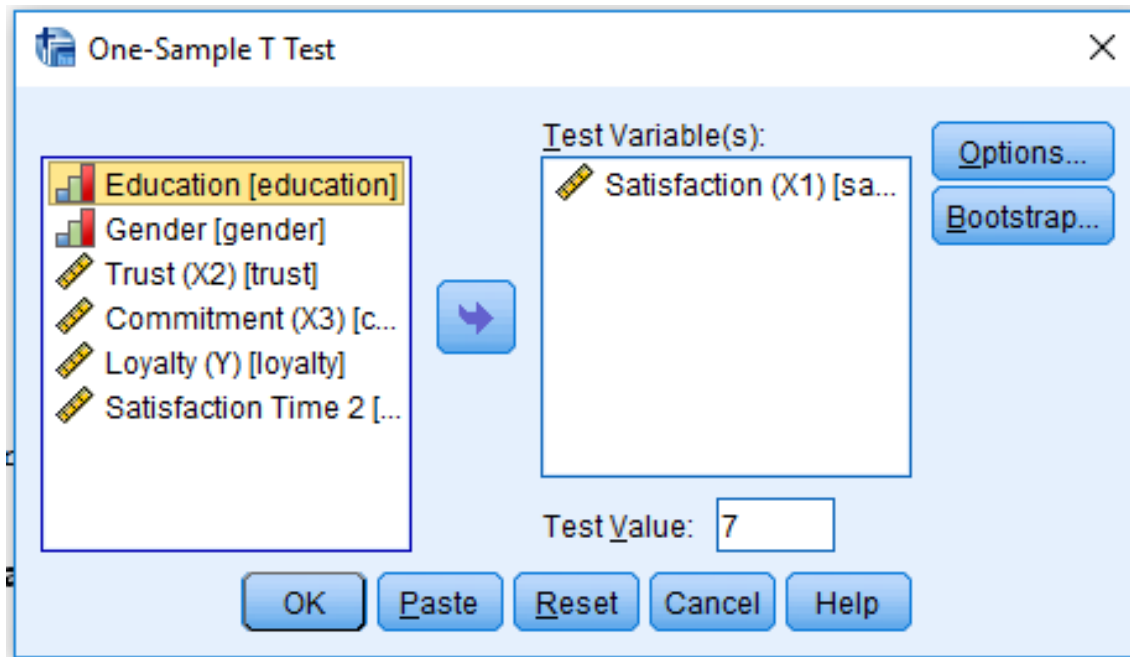 One-Sample T Test
Education [education]
Gender [gender]
Trust (X2) [trust]
Commitment (X3) [c...
Loyalty (Y) [loyalty]
Satisfaction Time 2 [...
Test Variable(s):
Satisfaction (X1) [sa...
Test Value: 7
Options...
Bootstrap...
OK
Paste
Reset
Cancel
Help